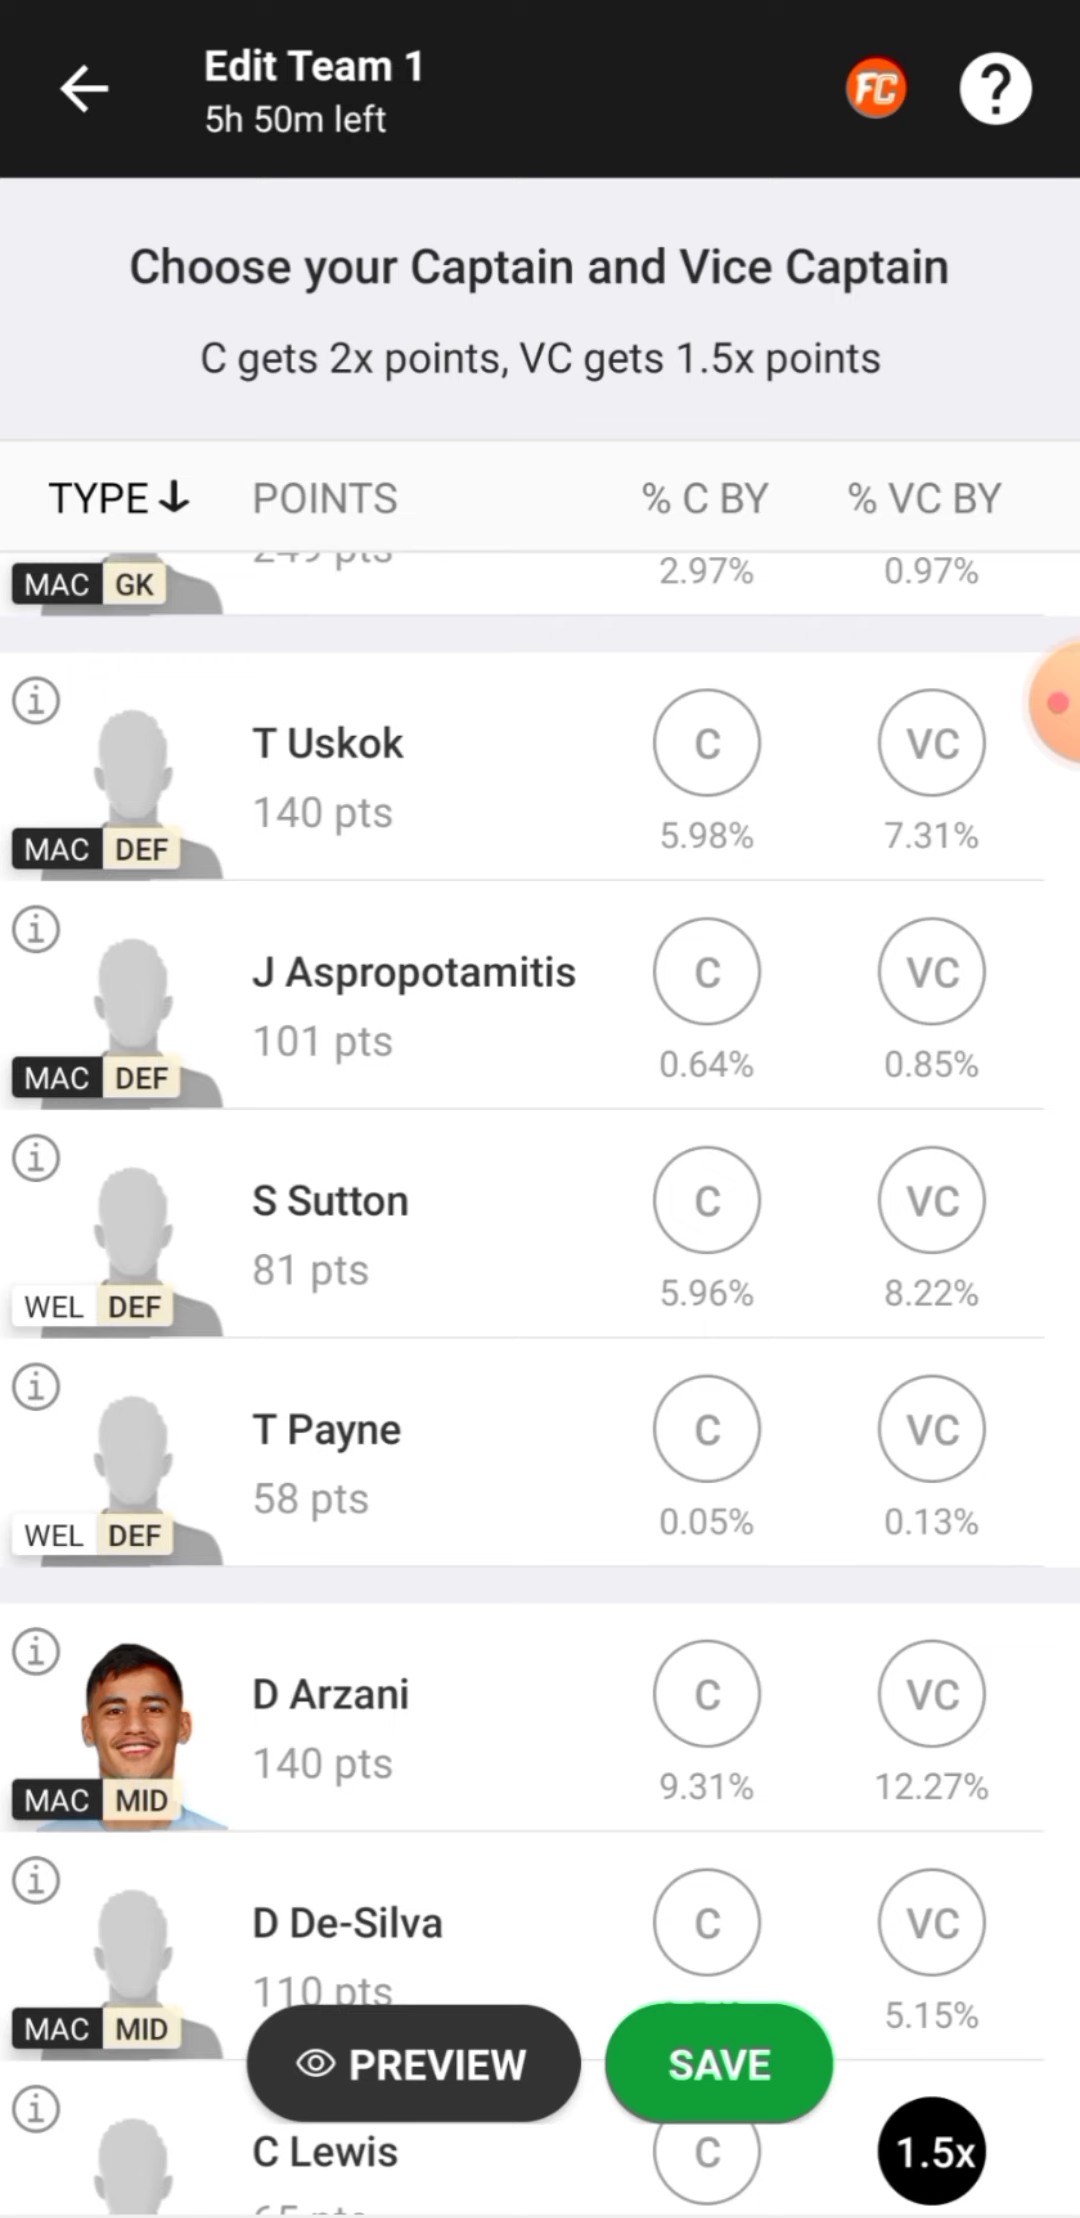 Edit Team 1
5h 50m left
FC
?
Choose your Captain and Vice Captain
C gets 2x points, VC gets 1.5x points
TYPE POINTS % C BY % VC BY
MAC GK 2.97% 0.97%
T Uskok C VC
140 pts
MAC DEF 5.98% 7.31%
J Aspropotamitis C VC
101 pts
MAC DEF 0.64% 0.85%
S Sutton C VC
81 pts
WEL DEF 5.96% 8.22%
T Payne C VC
58 pts
WEL DEF 0.05% 0.13%
D Arzani C VC
140 pts
MAC MID 9.31% 12.27%
D De-Silva C VC
110 pts
MAC MID 5.15%
PREVIEW SAVE
C Lewis C 1.5x